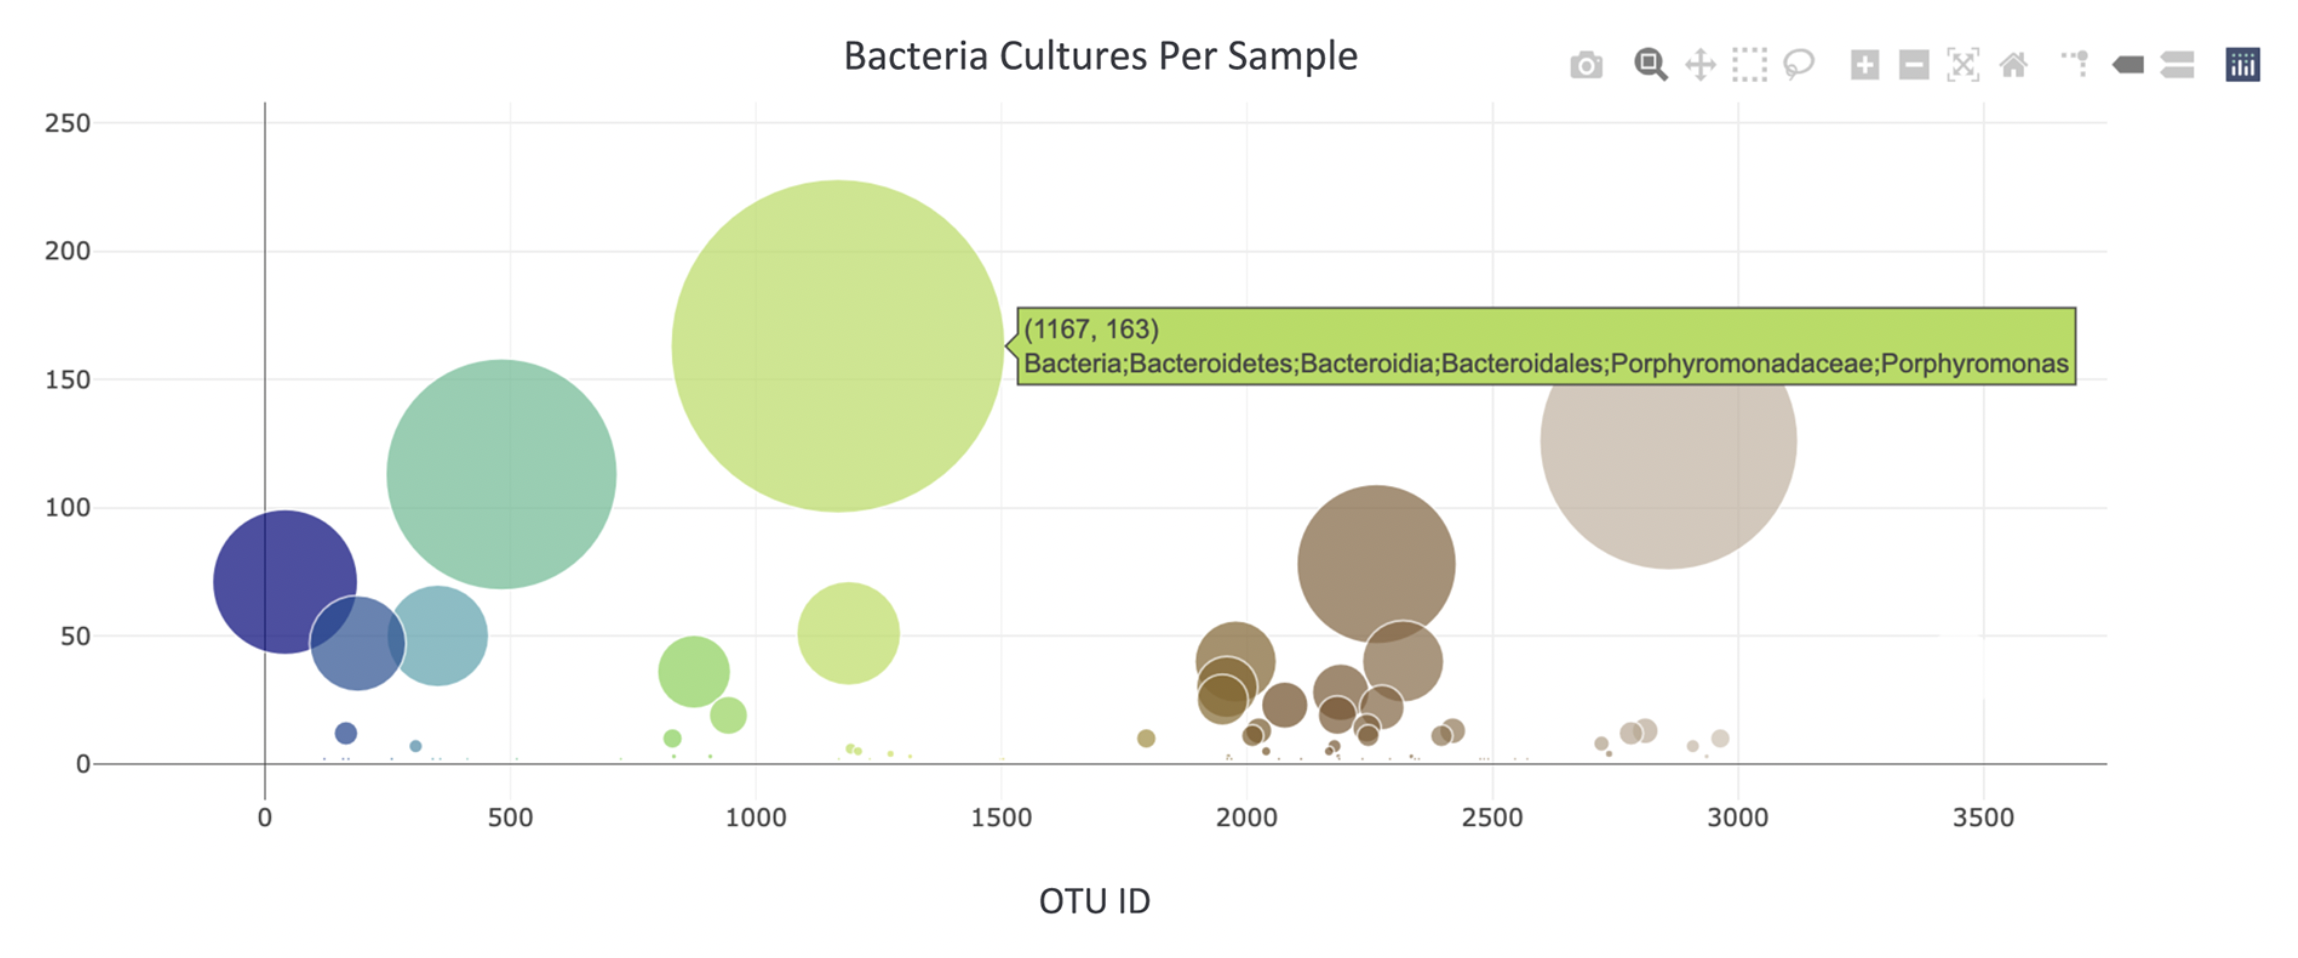 Bacteria Cultures Per Sample
250
200
(1167, 163)
Bacteria;Bacteroidetes;Bacteroidia;Bacteroidales;Porphyromonadaceae;Porphyromonas
150
100
50
0
0 500 1000 1500 2000 2500 3000 3500
OTU ID